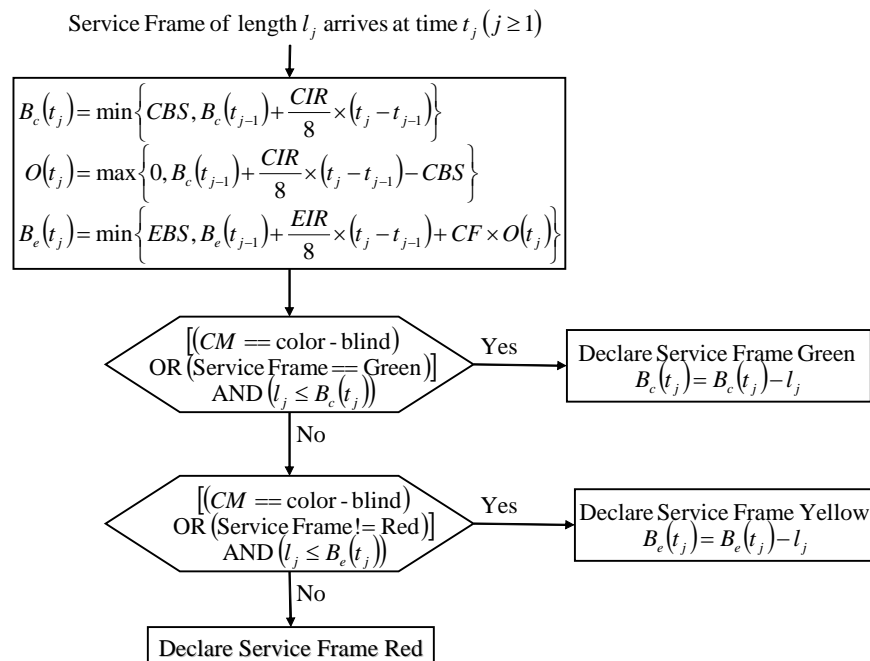 Service Frame of length l_j arrives at time t_j (j ≥ 1)
B_c(t_j) = min{CBS, B_c(t_{j-1}) + CIR/8 × (t_j − t_{j-1})}
O(t_j) = max{0, B_c(t_{j-1}) + CIR/8 × (t_j − t_{j-1}) − CBS}
B_e(t_j) = min{EBS, B_e(t_{j-1}) + EIR/8 × (t_j − t_{j-1}) + CF × O(t_j)}
[(CM == color - blind)
OR (Service Frame == Green)]
AND (l_j ≤ B_c(t_j))
Yes
Declare Service Frame Green
B_c(t_j) = B_c(t_j) − l_j
No
[(CM == color - blind)
OR (Service Frame != Red)]
AND (l_j ≤ B_e(t_j))
Yes
Declare Service Frame Yellow
B_e(t_j) = B_e(t_j) − l_j
No
Declare Service Frame Red